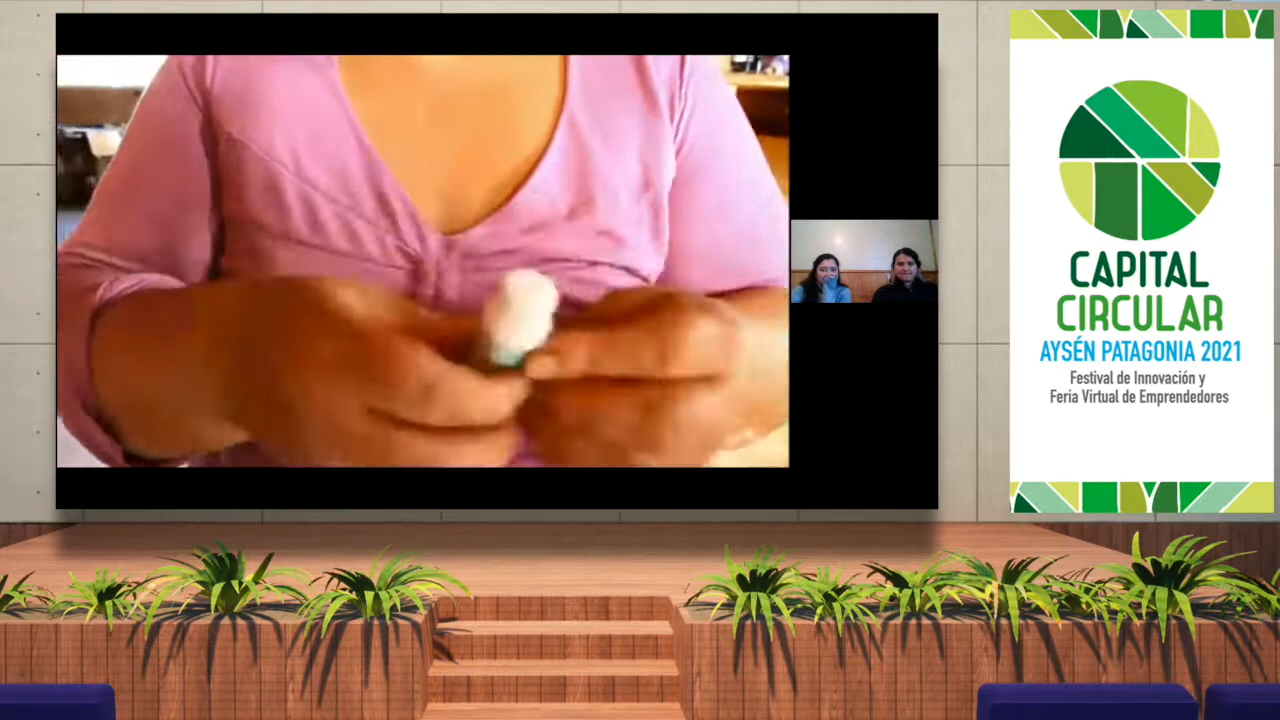 CAPITAL
CIRCULAR
AYSÉN PATAGONIA 2021
Festival de Innovación y
Feria Virtual de Emprendedores